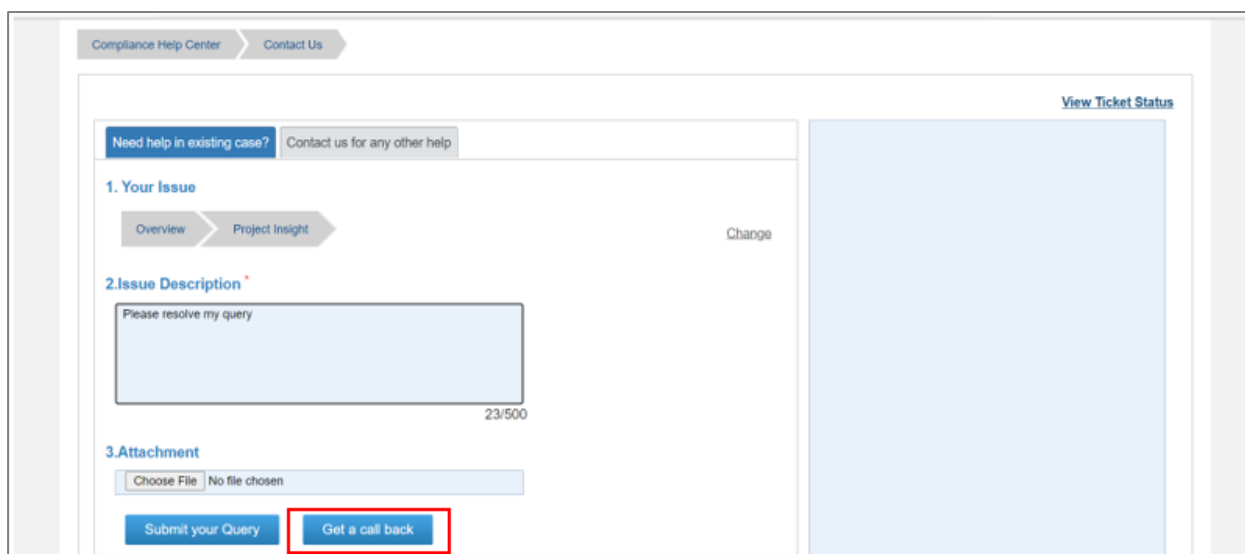 Compliance Help Center Contact Us
View Ticket Status
Need help in existing case? Contact us for any other help
1. Your Issue
Overview Project Insight
Change
2.Issue Description *
Please resolve my query
23/500
3.Attachment
Choose File No file chosen
Submit your Query Get a call back